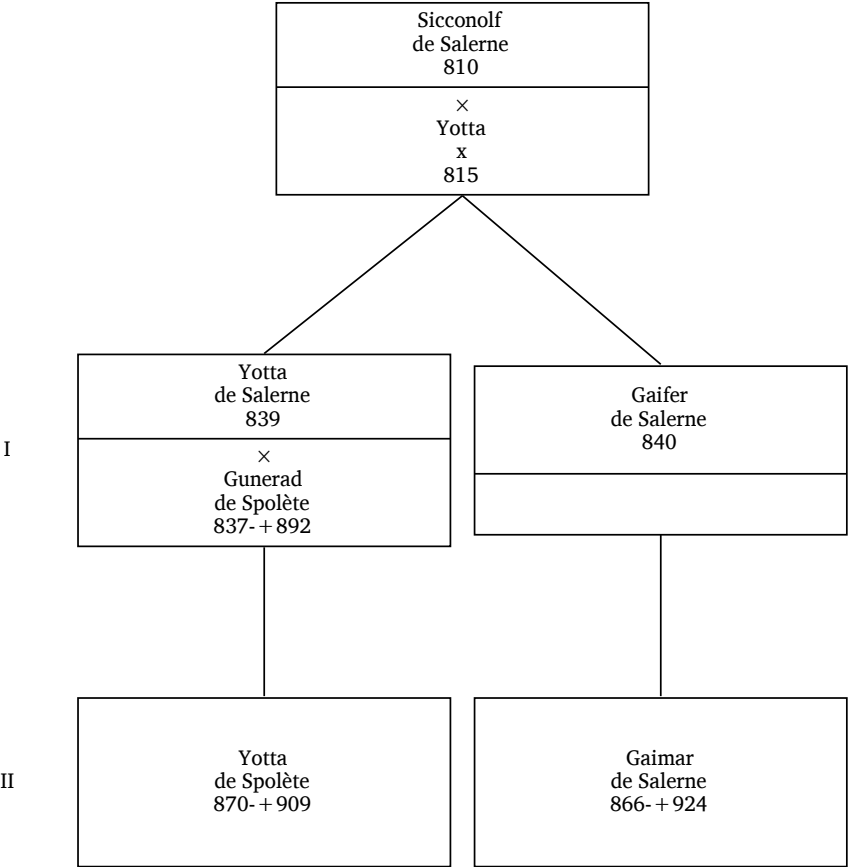 Sicconolf
de Salerne
810
×
Yotta
x
815
I
Yotta
de Salerne
839
×
Gunerad
de Spolète
837-+892
Gaifer
de Salerne
840
II
Yotta
de Spolète
870-+909
Gaimar
de Salerne
866-+924